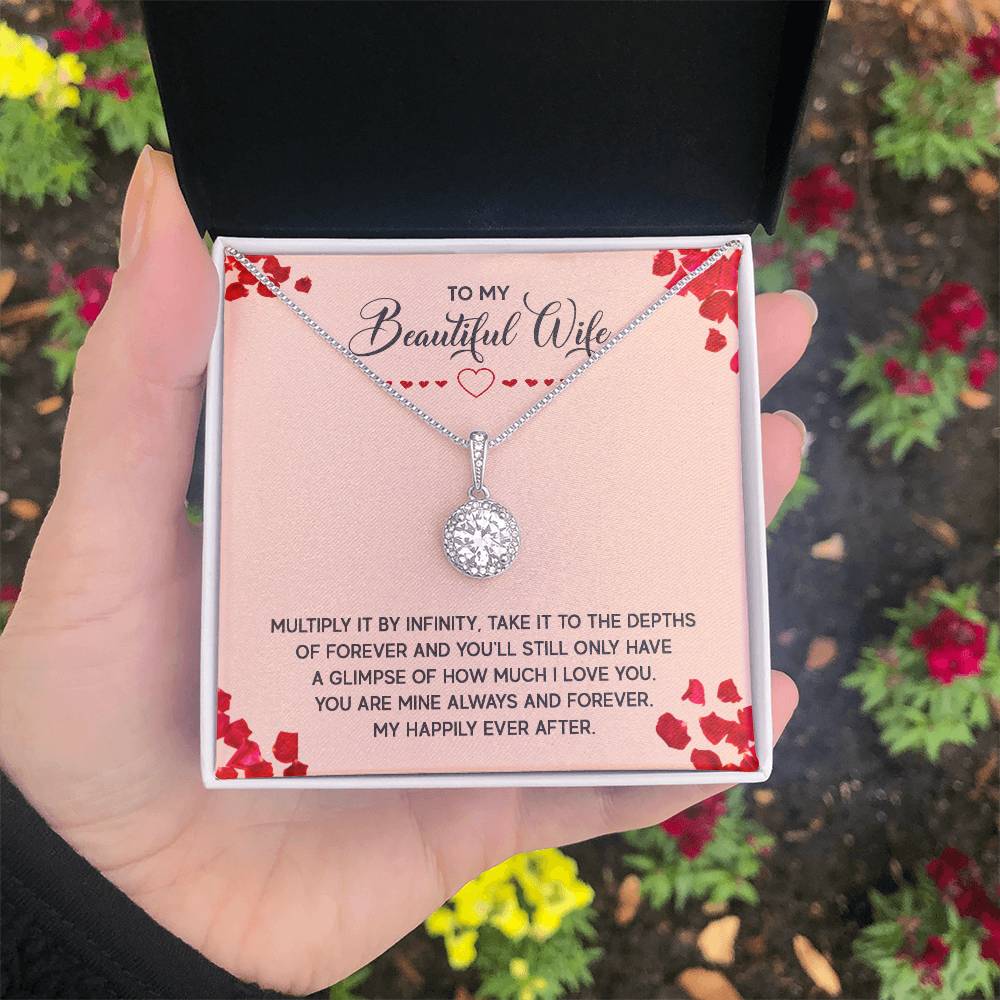 TO MY
Beautiful Wife
MULTIPLY IT BY INFINITY, TAKE IT TO THE DEPTHS
OF FOREVER AND YOU'LL STILL ONLY HAVE
A GLIMPSE OF HOW MUCH I LOVE YOU.
YOU ARE MINE ALWAYS AND FOREVER.
MY HAPPILY EVER AFTER.